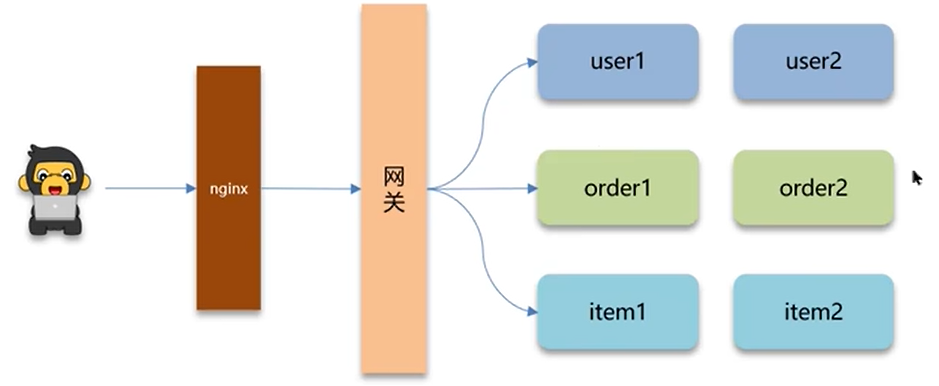 nginx
网
关
user1
user2
order1
order2
item1
item2